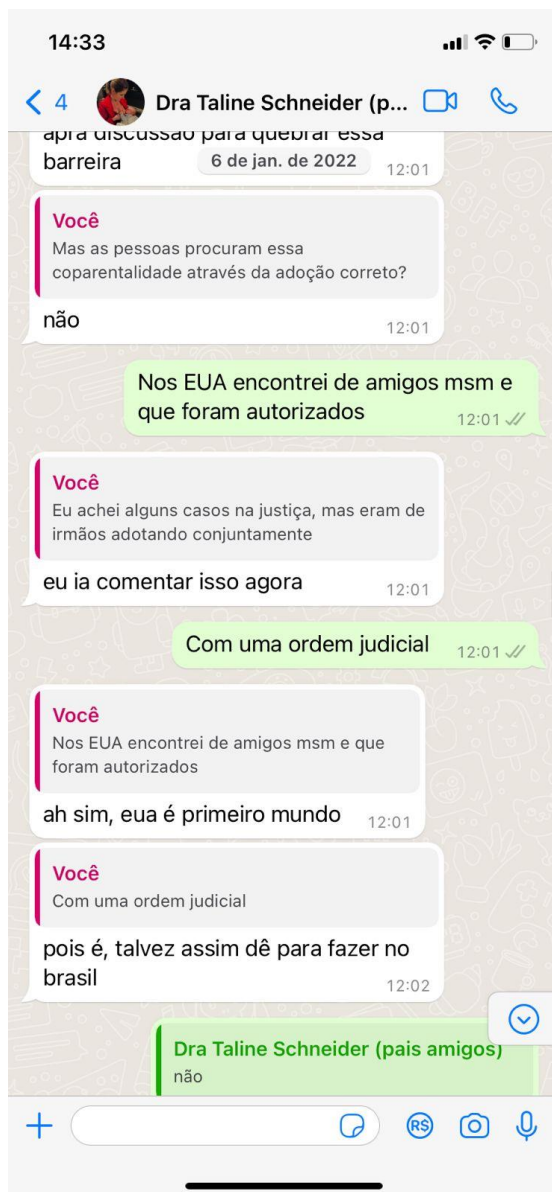 14:33
4
Dra Taline Schneider (p...
apra discussão para quebrar essa
barreira
6 de jan. de 2022
12:01
Você
Mas as pessoas procuram essa
coparentalidade através da adoção correto?
não
12:01
Nos EUA encontrei de amigos msm e
que foram autorizados
12:01
Você
Eu achei alguns casos na justiça, mas eram de
irmãos adotando conjuntamente
eu ia comentar isso agora
12:01
Com uma ordem judicial
12:01
Você
Nos EUA encontrei de amigos msm e que
foram autorizados
ah sim, eua é primeiro mundo
12:01
Você
Com uma ordem judicial
pois é, talvez assim dê para fazer no
brasil
12:02
Dra Taline Schneider (pais amigos)
não
R$